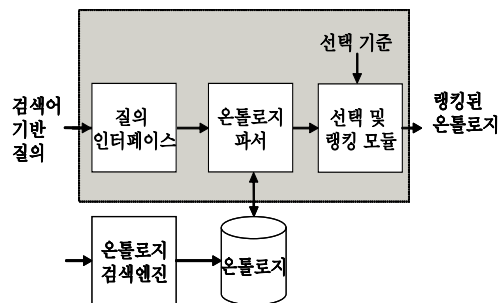 선택 기준
검색어
기반
질의
질의
인터페이스
온톨로지
파서
선택 및
랭킹 모듈
랭킹된
온톨로지
온톨로지
검색엔진
온톨로지